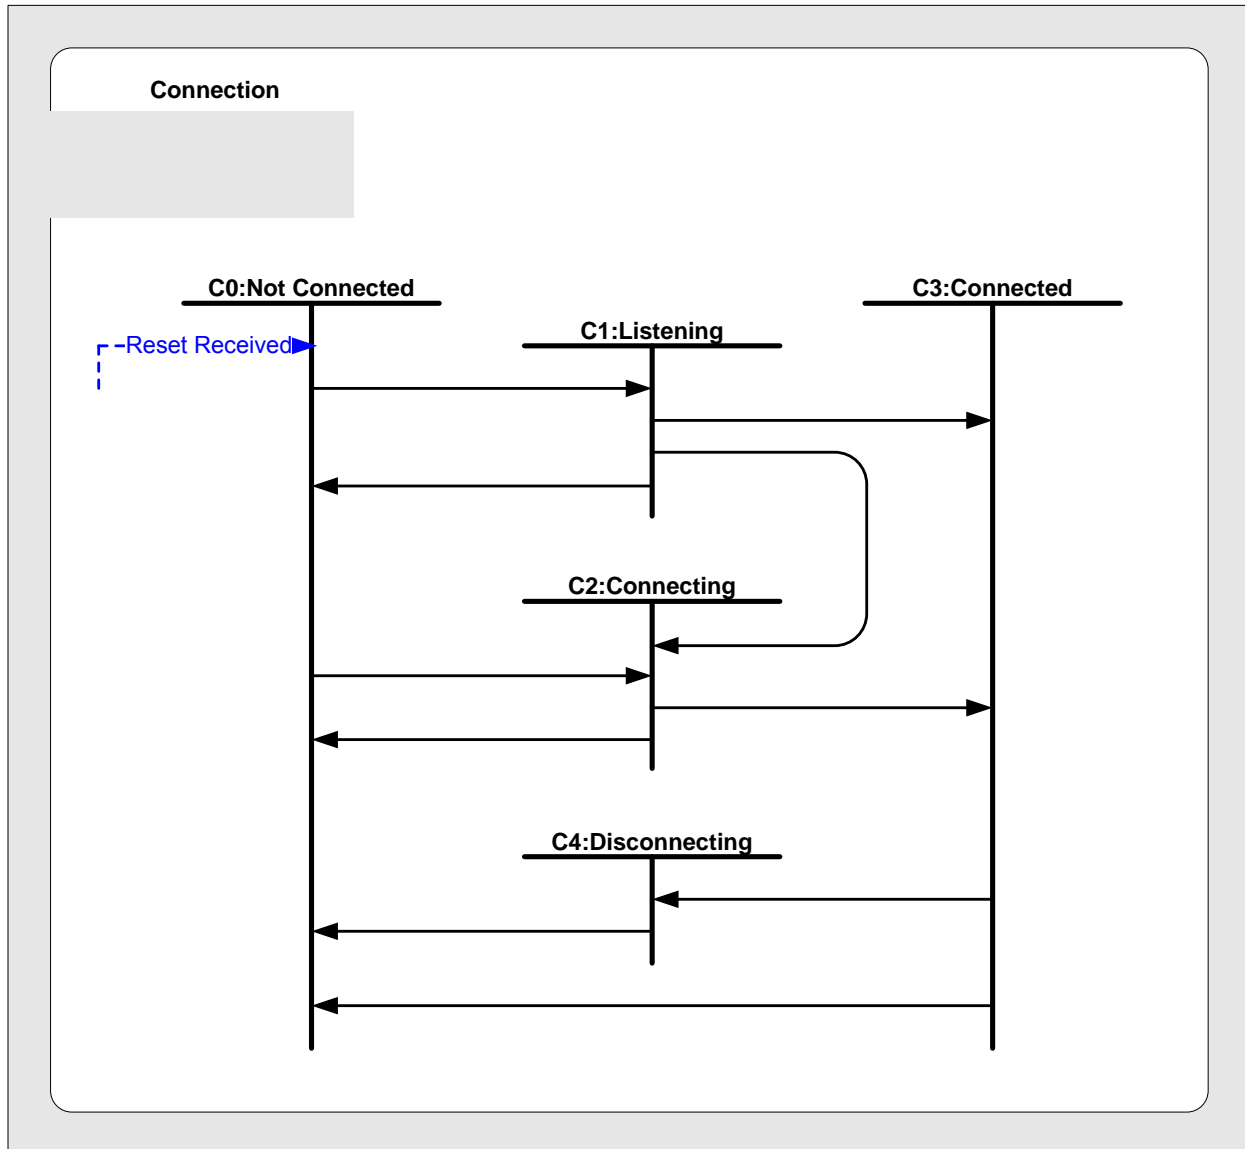 Connection
C0:Not Connected
C3:Connected
C1:Listening
Reset Received
C2:Connecting
C4:Disconnecting